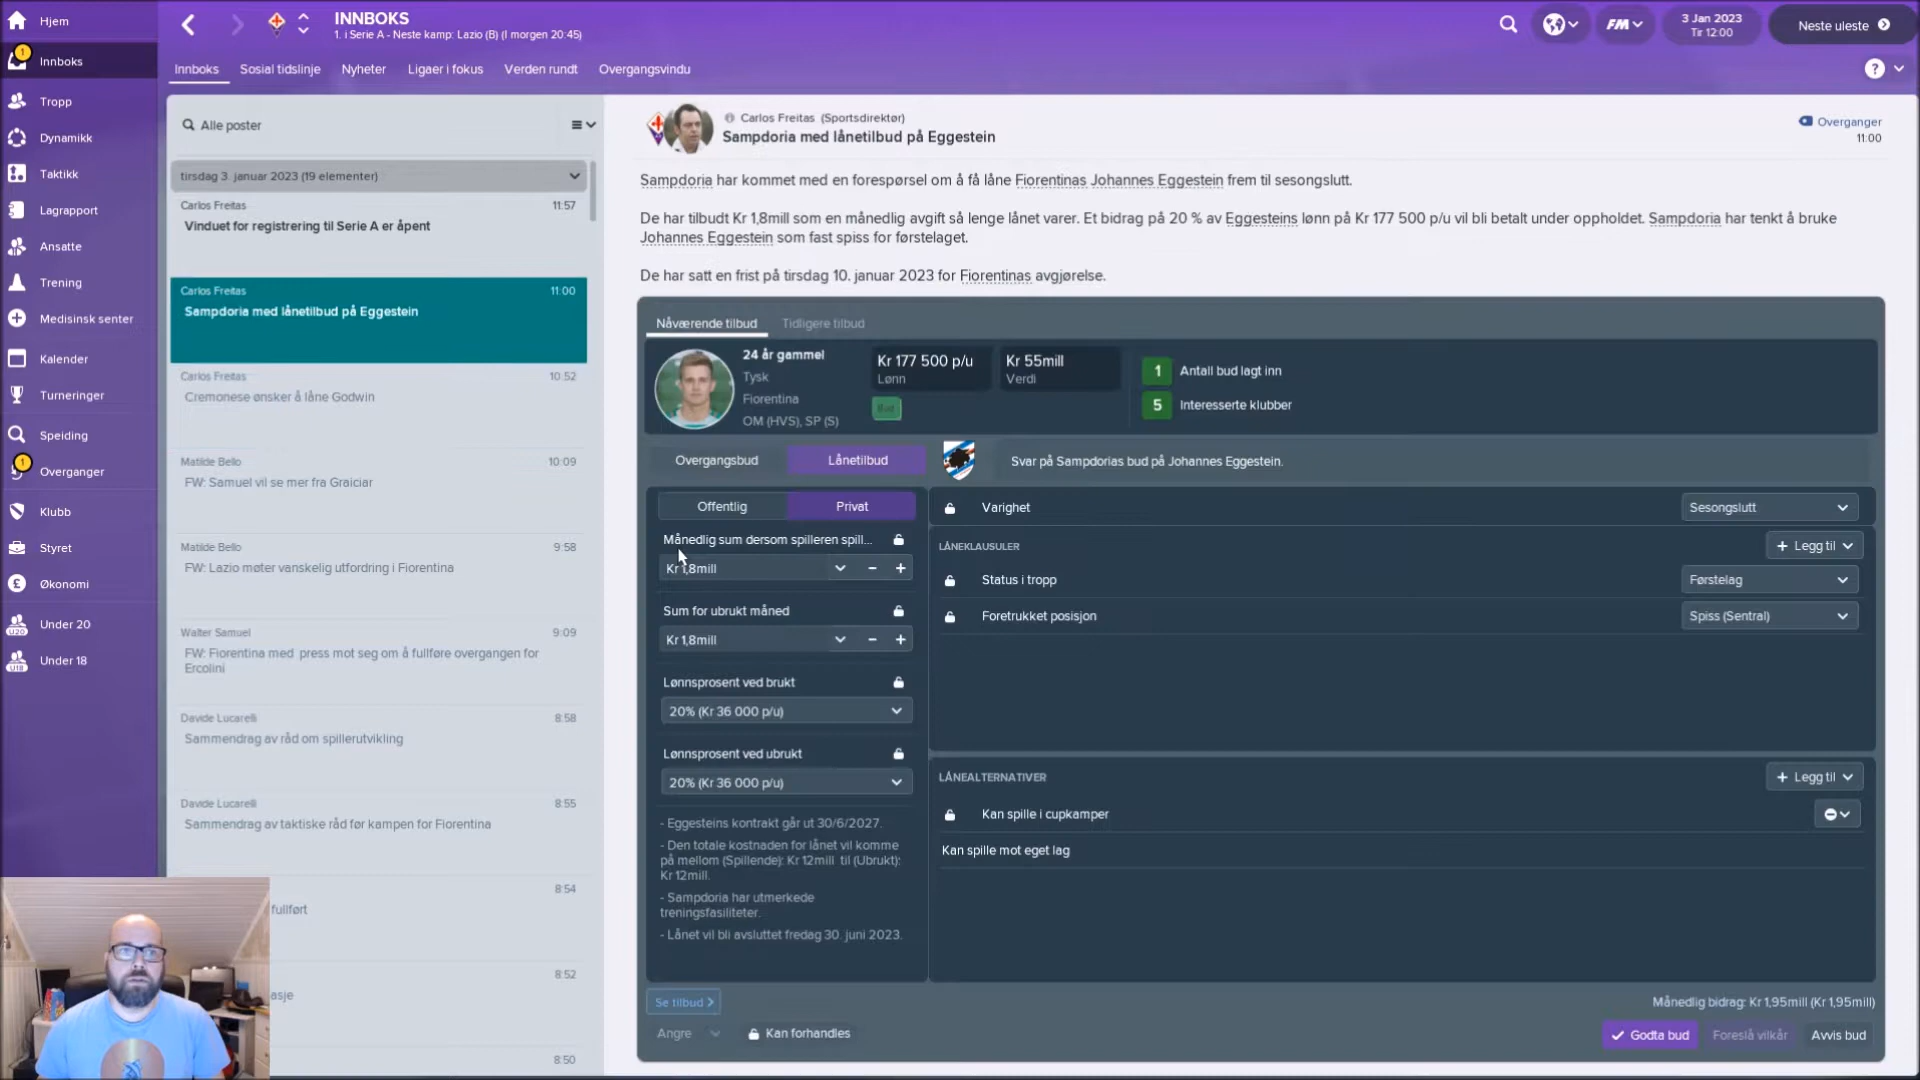 Hjem
Innboks
Tropp
Dynamikk
Taktikk
Lagrapport
Ansatte
Trening
Medisinsk senter
Kalender
Turneringer
Speiding
Overganger
Klubb
Styret
Økonomi
Under 20
Under 18
1
1
U20
U18
INNBOKS
1. i Serie A - Neste kamp: Lazio (B) (I morgen 20:45)
FM
3 Jan 2023
Tir 12:00
Neste uleste
Innboks
Sosial tidslinje
Nyheter
Ligaer i fokus
Verden rundt
Overgangsvindu
?
Alle poster
tirsdag 3. januar 2023 (19 elementer)
Carlos Freitas 11:57
Vinduet for registrering til Serie A er åpent
Carlos Freitas 11:00
Sampdoria med lånetilbud på Eggestein
Carlos Freitas 10:52
Cremonese ønsker å låne Godwin
Matilde Bello 10:09
FW: Samuel vil se mer fra Graiciar
Matilde Bello 9:58
FW: Lazio møter vanskelig utfordring i Fiorentina
Walter Samuel 9:09
FW: Fiorentina med press mot seg om å fullføre overgangen for
Ercolini
Davide Lucarelli 8:58
Sammendrag av råd om spillerutvikling
Davide Lucarelli 8:55
Sammendrag av taktiske råd før kampen for Fiorentina
8:54
fullført
8:52
asje
8:50
Carlos Freitas (Sportsdirektør)
Sampdoria med lånetilbud på Eggestein
Overganger
11:00
Sampdoria har kommet med en forespørsel om å få låne Fiorentinas Johannes Eggestein frem til sesongslutt.
De har tilbudt Kr 1,8mill som en månedlig avgift så lenge lånet varer. Et bidrag på 20 % av Eggesteins lønn på Kr 177 500 p/u vil bli betalt under oppholdet. Sampdoria har tenkt å bruke
Johannes Eggestein som fast spiss for førstelaget.
De har satt en frist på tirsdag 10. januar 2023 for Fiorentinas avgjørelse.
Nåværende tilbud
Tidligere tilbud
24 år gammel
Tysk
Fiorentina
OM (HVS), SP (S)
Kr 177 500 p/u
Lønn
Bud
Kr 55mill
Verdi
1 Antall bud lagt inn
5 Interesserte klubber
Overgangsbud
Lånetilbud
Svar på Sampdorias bud på Johannes Eggestein.
Offentlig
Privat
Månedlig sum dersom spilleren spill...
Kr 1,8mill
Sum for ubrukt måned
Kr 1,8mill
Lønnsprosent ved brukt
20% (Kr 36 000 p/u)
Lønnsprosent ved ubrukt
20% (Kr 36 000 p/u)
- Eggesteins kontrakt går ut 30/6/2027.
- Den totale kostnaden for lånet vil komme
på mellom (Spillende): Kr 12mill til (Ubrukt):
Kr 12mill.
- Sampdoria har utmerkede
treningsfasiliteter.
- Lånet vil bli avsluttet fredag 30. juni 2023.
Varighet
Sesongslutt
LÅNEKLAUSULER
+ Legg til
Status i tropp
Førstelag
Foretrukket posisjon
Spiss (Sentral)
LÅNEALTERNATIVER
+ Legg til
Kan spille i cupkamper
Kan spille mot eget lag
Se tilbud
Månedlig bidrag: Kr 1,95mill (Kr 1,95mill)
Angre
Kan forhandles
Godta bud
Foreslå vilkår
Avvis bud